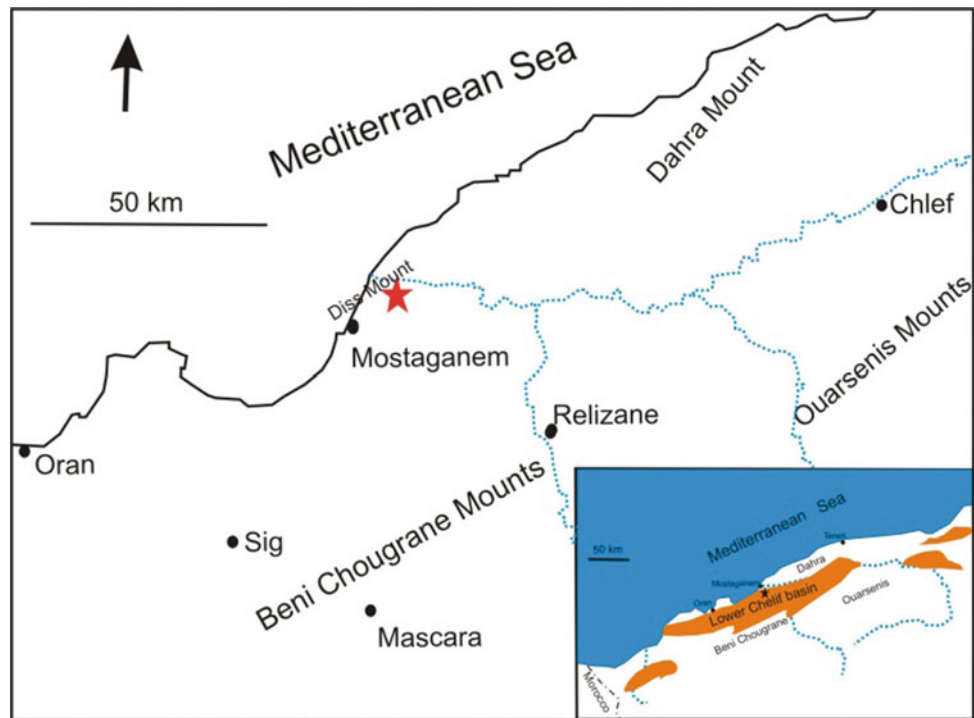 Mediterranean Sea
Dahra Mount
50 km
Chlef
Diss Mount
Mostaganem
Ouarsenis Mounts
Relizane
Oran
Beni Chougrane Mounts
Sig
Mascara
Mediterranean Sea
50 km
Dahra
Mostaganem
Oran
Lower Chelif basin
Ouarsenis
Beni Chougrane
Morocco